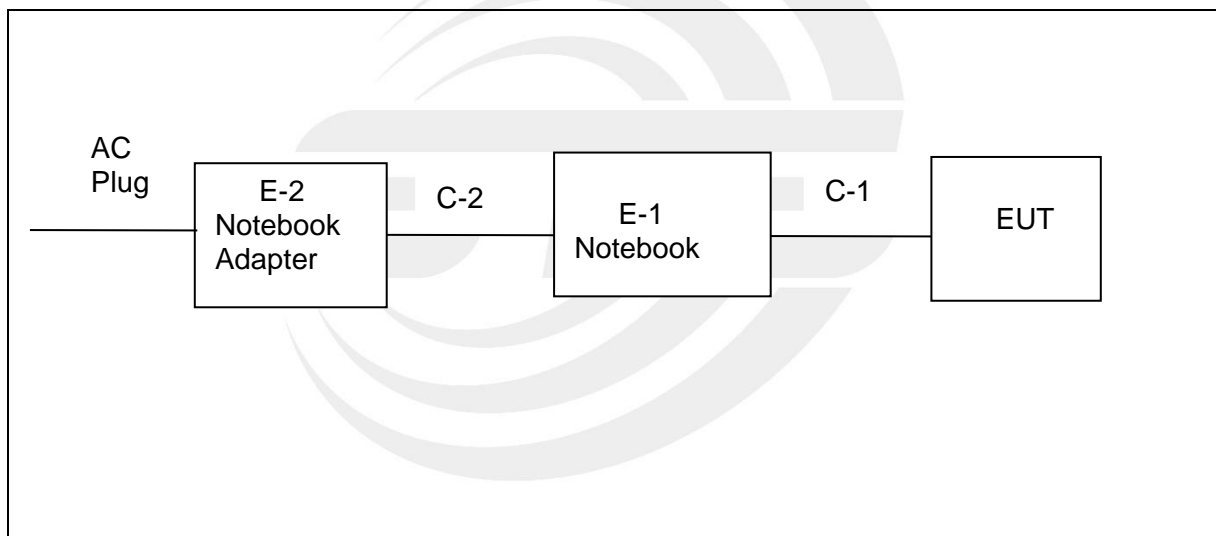 AC
Plug
E-2
Notebook
Adapter
C-2
E-1
Notebook
C-1
EUT